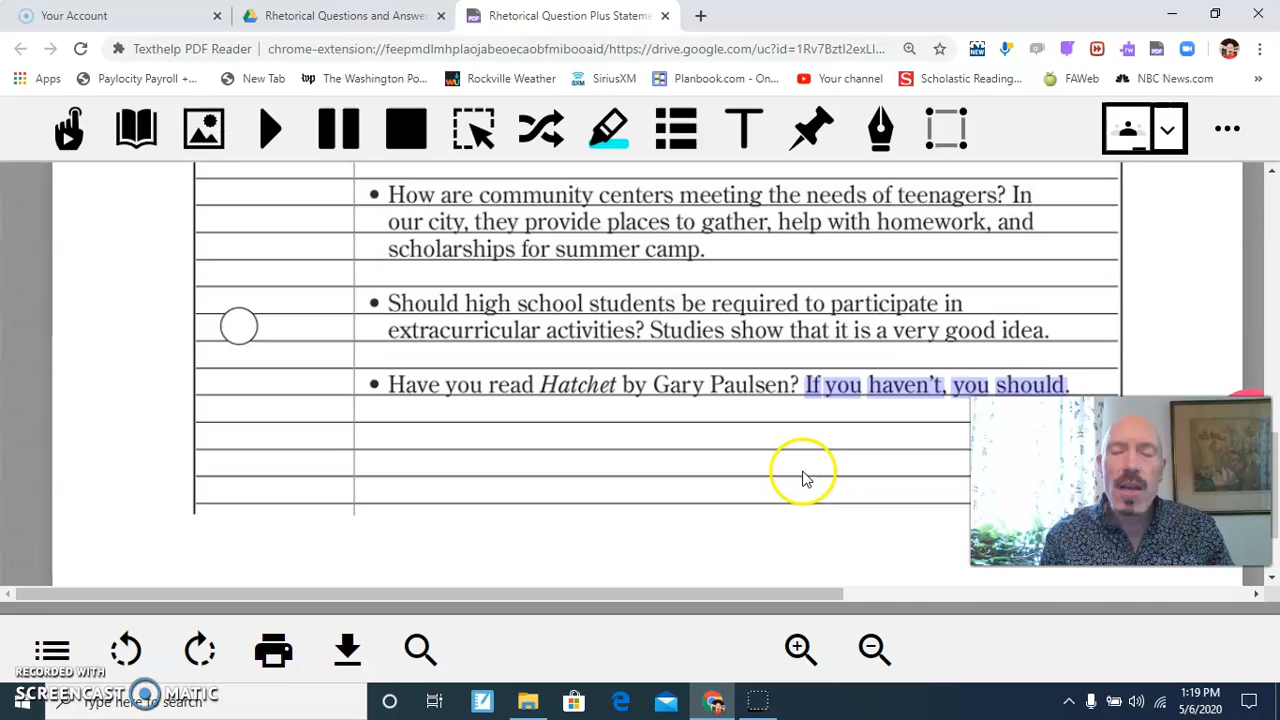 Your Account
Rhetorical Questions and Answe
Rhetorical Question Plus Stateme
Texthelp PDF Reader
chrome-extension://feepmdlmhplaojabeoecobfmibooaid/https://drive.google.com/uc?id=1Rv7BztI2exLl...
Apps
Paylocity Payroll +...
New Tab
The Washington Po...
Rockville Weather
SiriusXM
Planbook.com - On...
Your channel
Scholastic Reading...
FAWeb
NBC News.com
• How are community centers meeting the needs of teenagers? In
our city, they provide places to gather, help with homework, and
scholarships for summer camp.
• Should high school students be required to participate in
extracurricular activities? Studies show that it is a very good idea.
• Have you read Hatchet by Gary Paulsen? If you haven't, you should.
RECORDED WITH
SCREENCAST MATIC
Type here to search
1:19 PM
5/6/2020